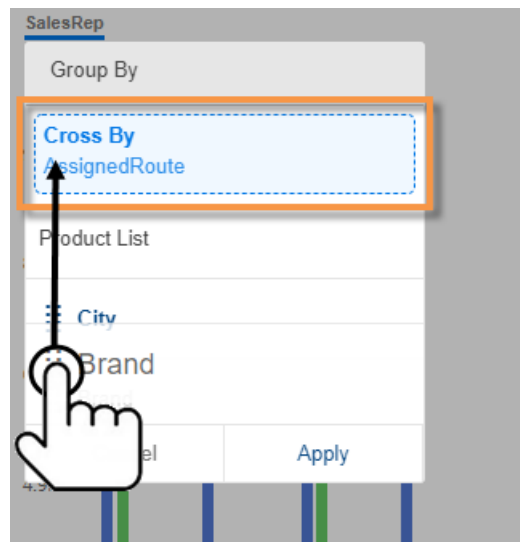 SalesRep
Group By
Cross By
AssignedRoute
Product List
City
Brand
Apply